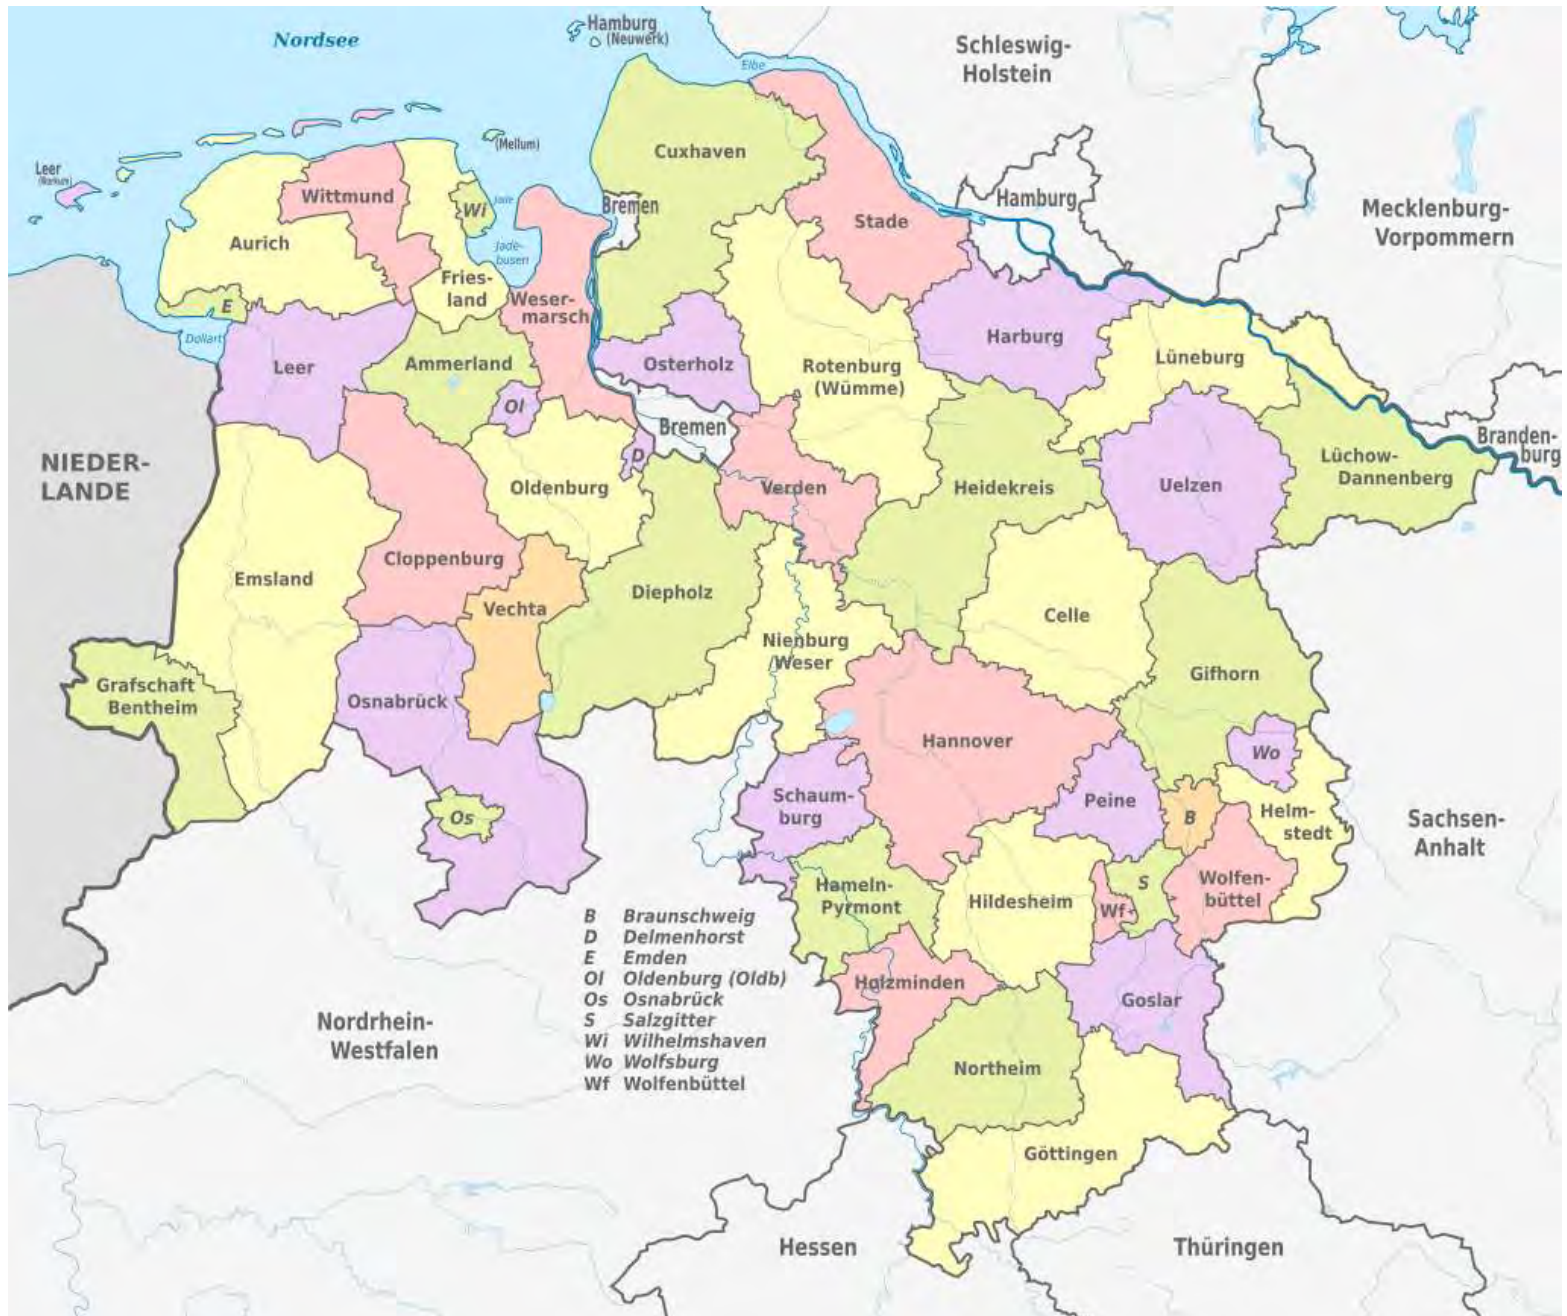 Nordsee
Hamburg
(Neuwerk)
Elbe
Schleswig-
Holstein
(Mellum)
Leer
(Borkum)
Cuxhaven
Wittmund
Wi
Jade
Bremen
Stade
Hamburg
Mecklenburg-
Vorpommern
Aurich
Jade-
busen
Fries-
land
E
Weser-
marsch
Dollart
Leer
Ammerland
Osterholz
Harburg
Lüneburg
Rotenburg
(Wümme)
Ol
Bremen
D
NIEDER-
LANDE
Oldenburg
Verden
Heidekreis
Uelzen
Lüchow-
Dannenberg
Branden-
burg
Cloppenburg
Emsland
Vechta
Diepholz
Celle
Nienburg
/Weser
Grafschaft
Bentheim
Osnabrück
Gifhorn
Hannover
Wo
Schaum-
burg
Peine
B
Helm-
stedt
Os
Sachsen-
Anhalt
Hameln-
Pyrmont
Hildesheim
S
Wf
Wolfen-
büttel
Holzminden
Goslar
B Braunschweig
D Delmenhorst
E Emden
Ol Oldenburg (Oldb)
Os Osnabrück
S Salzgitter
Wi Wilhelmshaven
Wo Wolfsburg
Wf Wolfenbüttel
Nordrhein-
Westfalen
Northeim
Göttingen
Hessen
Thüringen